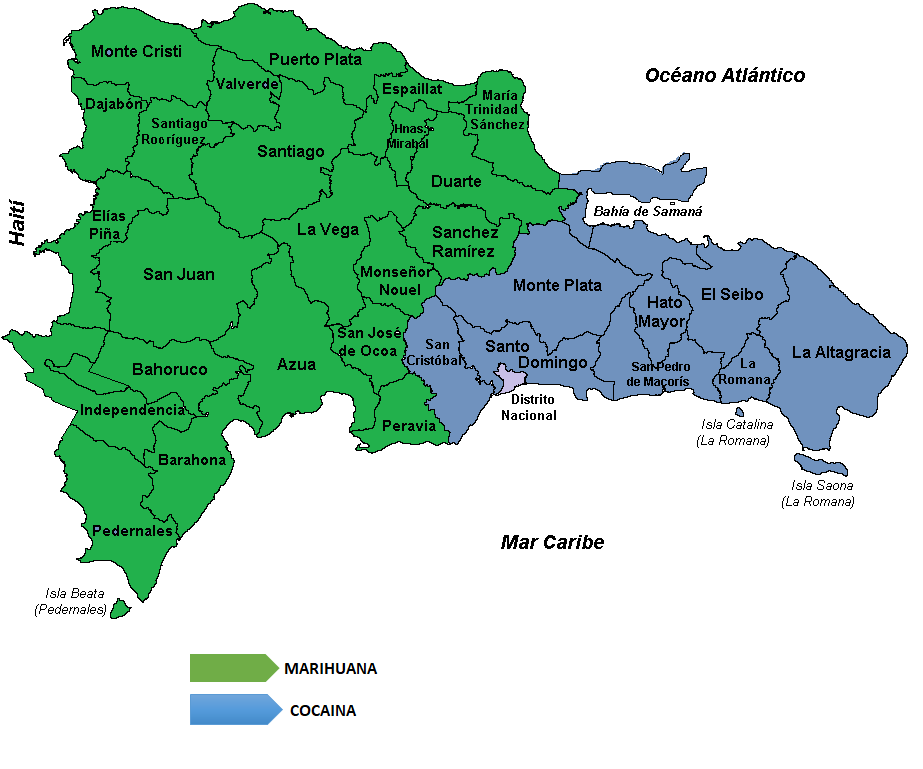 Monte Cristi
Puerto Plata
Océano Atlántico
Valverde
Espaillat
Dajabón
María
Trinidad
Sánchez
Santiago
Rodríguez
Hnas.
Mirabal
Santiago
Duarte
Haití
Elías
Piña
Bahía de Samaná
La Vega
Sanchez
Ramírez
San Juan
Monseñor
Nouel
Monte Plata
El Seibo
Hato
Mayor
San José
de Ocoa
San
Cristóbal
Santo
Domingo
La Altagracia
Bahoruco
Azua
San Pedro
de Macorís
La
Romana
Independencia
Distrito
Nacional
Peravia
Isla Catalina
(La Romana)
Barahona
Isla Saona
(La Romana)
Pedernales
Mar Caribe
Isla Beata
(Pedernales)
MARIHUANA
COCAINA